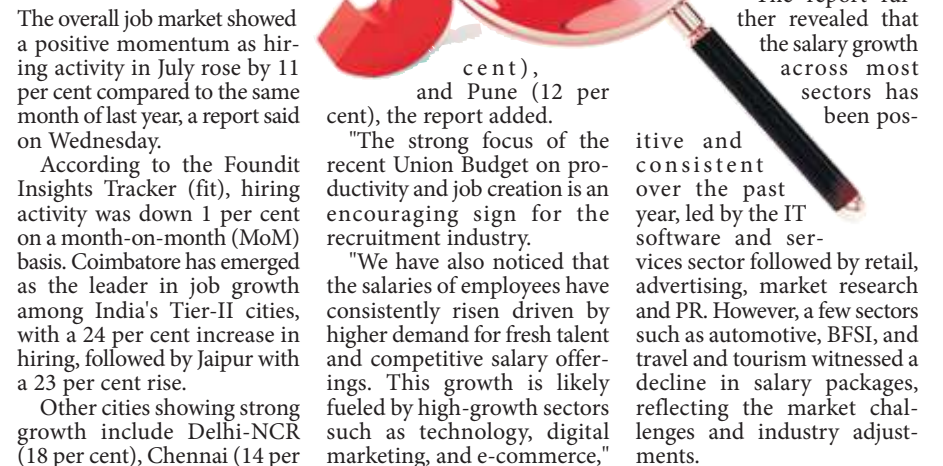 The overall job market showed
a positive momentum as hir-
ing activity in July rose by 11
per cent compared to the same
month of last year, a report said
on Wednesday.
According to the Foundit
Insights Tracker (fit), hiring
activity was down 1 per cent
on a month-on-month (MoM)
basis. Coimbatore has emerged
as the leader in job growth
among India's Tier-II cities,
with a 24 per cent increase in
hiring, followed by Jaipur with
a 23 per cent rise.
Other cities showing strong
growth include Delhi-NCR
(18 per cent), Chennai (14 per
cent),
and Pune (12 per
cent), the report added.
"The strong focus of the
recent Union Budget on pro-
ductivity and job creation is an
encouraging sign for the
recruitment industry.
"We have also noticed that
the salaries of employees have
consistently risen driven by
higher demand for fresh talent
and competitive salary offer-
ings. This growth is likely
fueled by high-growth sectors
such as technology, digital
marketing, and e-commerce,"
The report fur-
ther revealed that
the salary growth
across most
sectors has
been pos-
itive and
consistent
over the past
year, led by the IT
software and ser-
vices sector followed by retail,
advertising, market research
and PR. However, a few sectors
such as automotive, BFSI, and
travel and tourism witnessed a
decline in salary packages,
reflecting the market chal-
lenges and industry adjust-
ments.